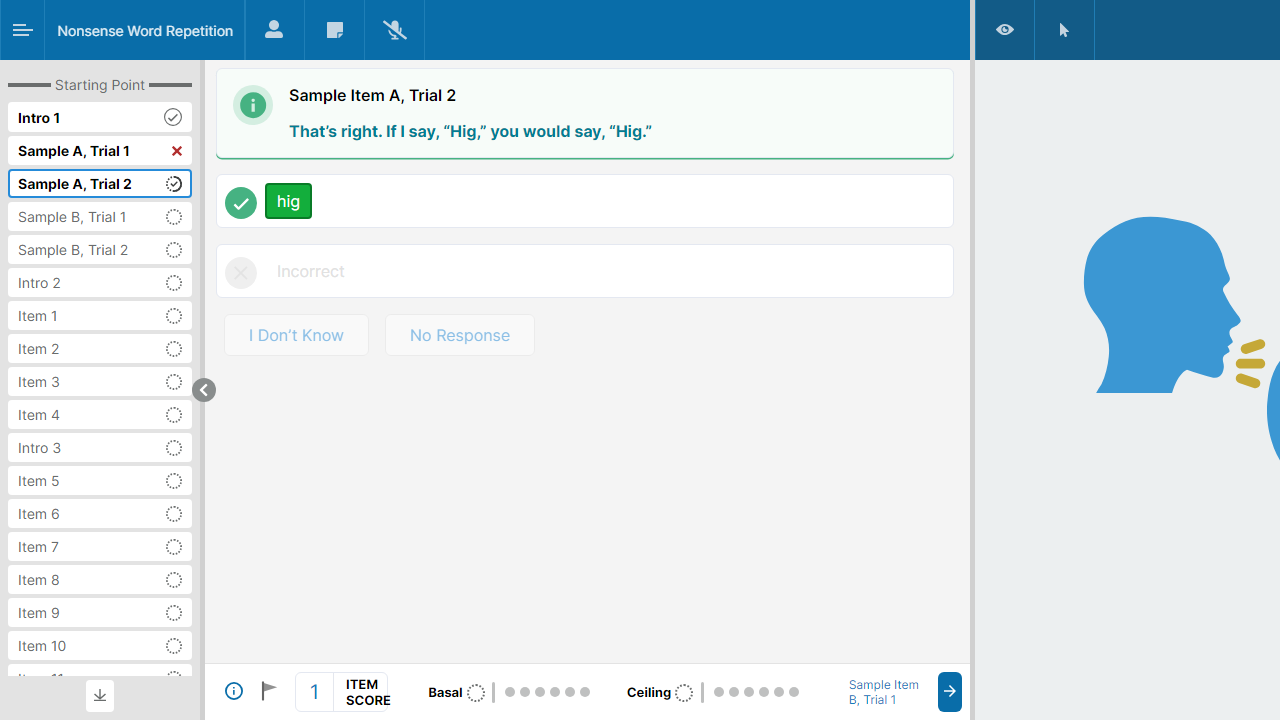 Nonsense Word Repetition
Starting Point
Intro 1
Sample A, Trial 1
Sample A, Trial 2
Sample B, Trial 1
Sample B, Trial 2
Intro 2
Item 1
Item 2
Item 3
Item 4
Intro 3
Item 5
Item 6
Item 7
Item 8
Item 9
Item 10
Sample Item A, Trial 2
That’s right. If I say, “Hig,” you would say, “Hig.”
hig
Incorrect
I Don’t Know
No Response
1
ITEM
SCORE
Basal
Ceiling
Sample Item
B, Trial 1